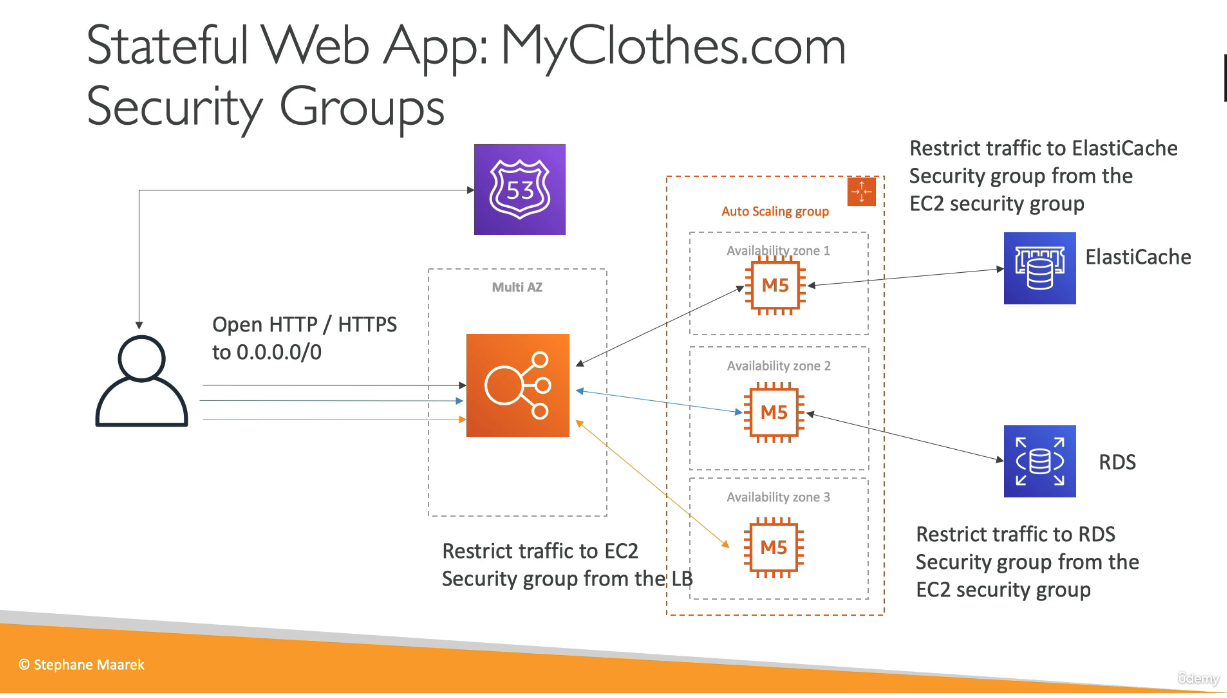 Stateful Web App: MyClothes.com
Security Groups
53
Restrict traffic to ElastiCache
Security group from the
EC2 security group
Auto Scaling group
Availability zone 1
M5
ElastiCache
Multi AZ
Open HTTP / HTTPS
to 0.0.0.0/0
Availability zone 2
M5
RDS
Availability zone 3
M5
Restrict traffic to EC2
Security group from the LB
Restrict traffic to RDS
Security group from the
EC2 security group
© Stephane Maarek
ûdemy